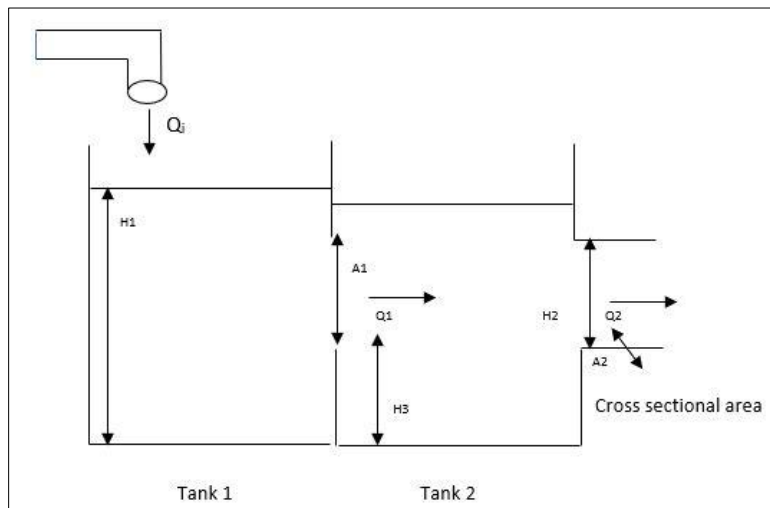 Qi
H1
A1
Q1
H2
Q2
A2
H3
Cross sectional area
Tank 1
Tank 2